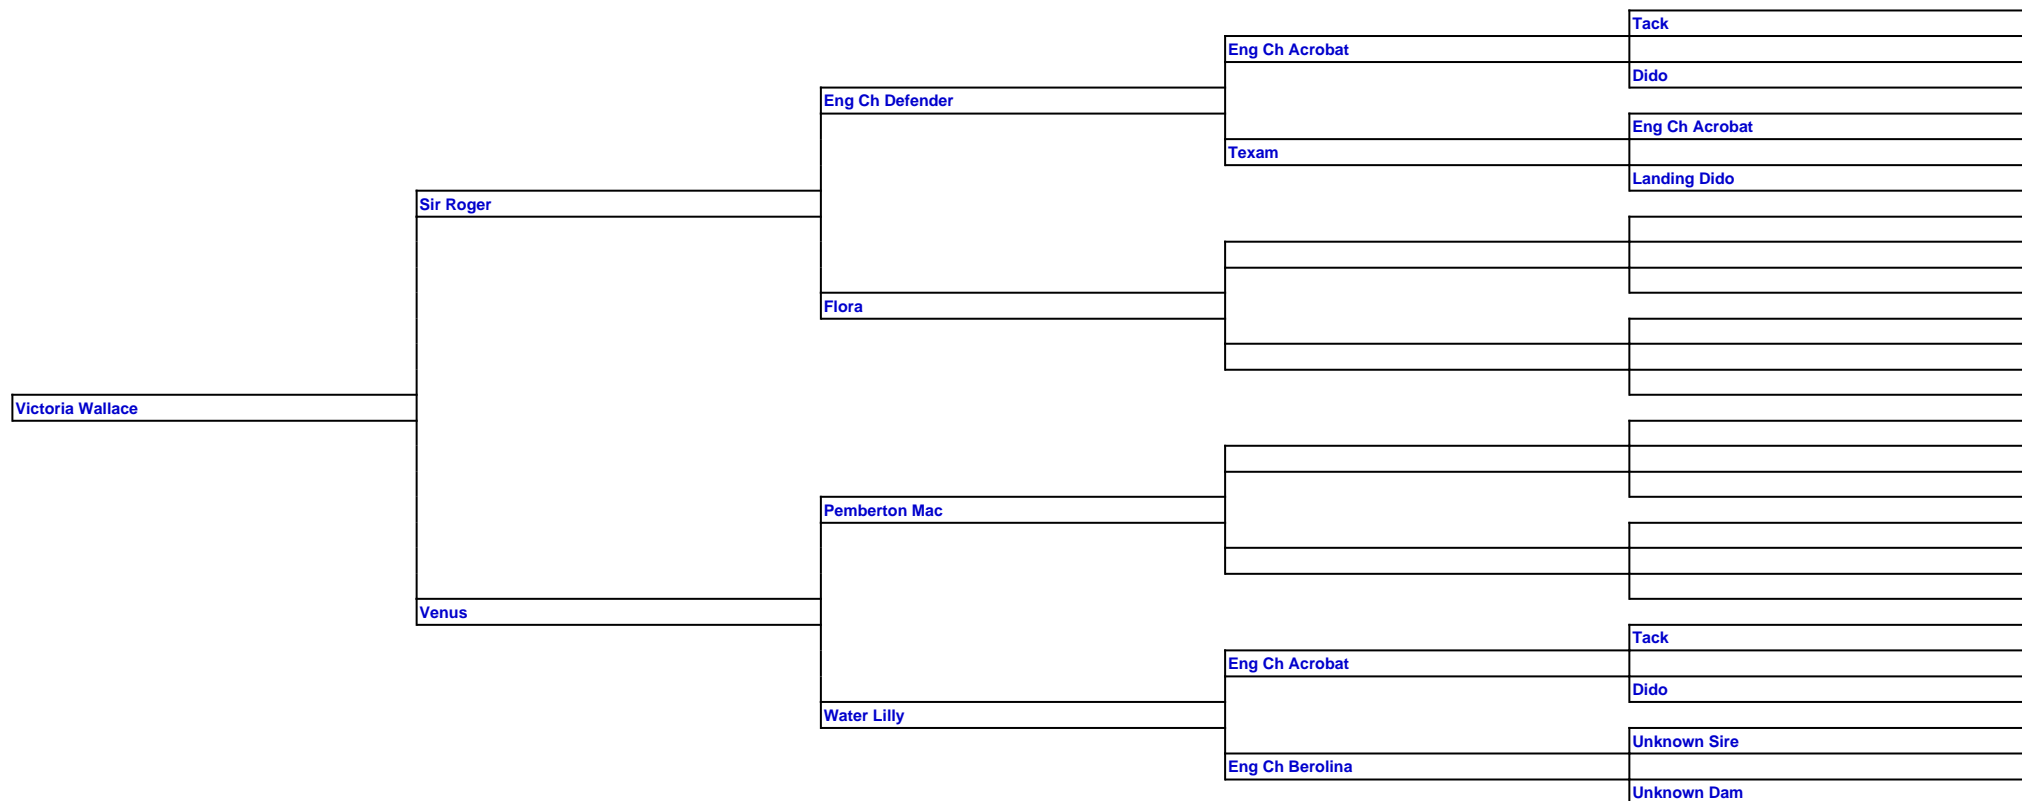 Tack
Eng Ch Acrobat
Dido
Eng Ch Defender
Eng Ch Acrobat
Texam
Landing Dido
Sir Roger
Flora
Victoria Wallace
Pemberton Mac
Venus
Tack
Eng Ch Acrobat
Dido
Water Lilly
Unknown Sire
Eng Ch Berolina
Unknown Dam